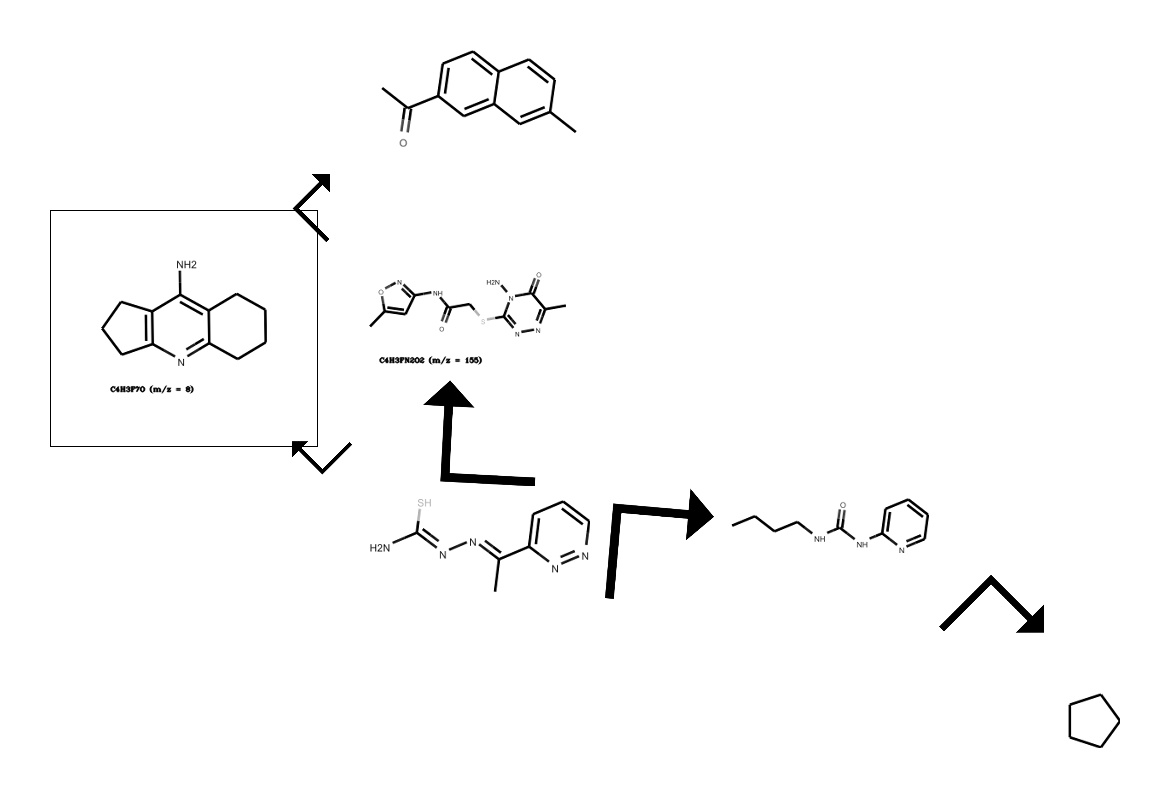 O
NH2
N
C4H3F7O (m/z = 8)
O
N
NH
O
S
H2N
N
O
N
N
C4H3FN2O2 (m/z = 155)
SH
H2N
N
N
N
N
O
NH
NH
N